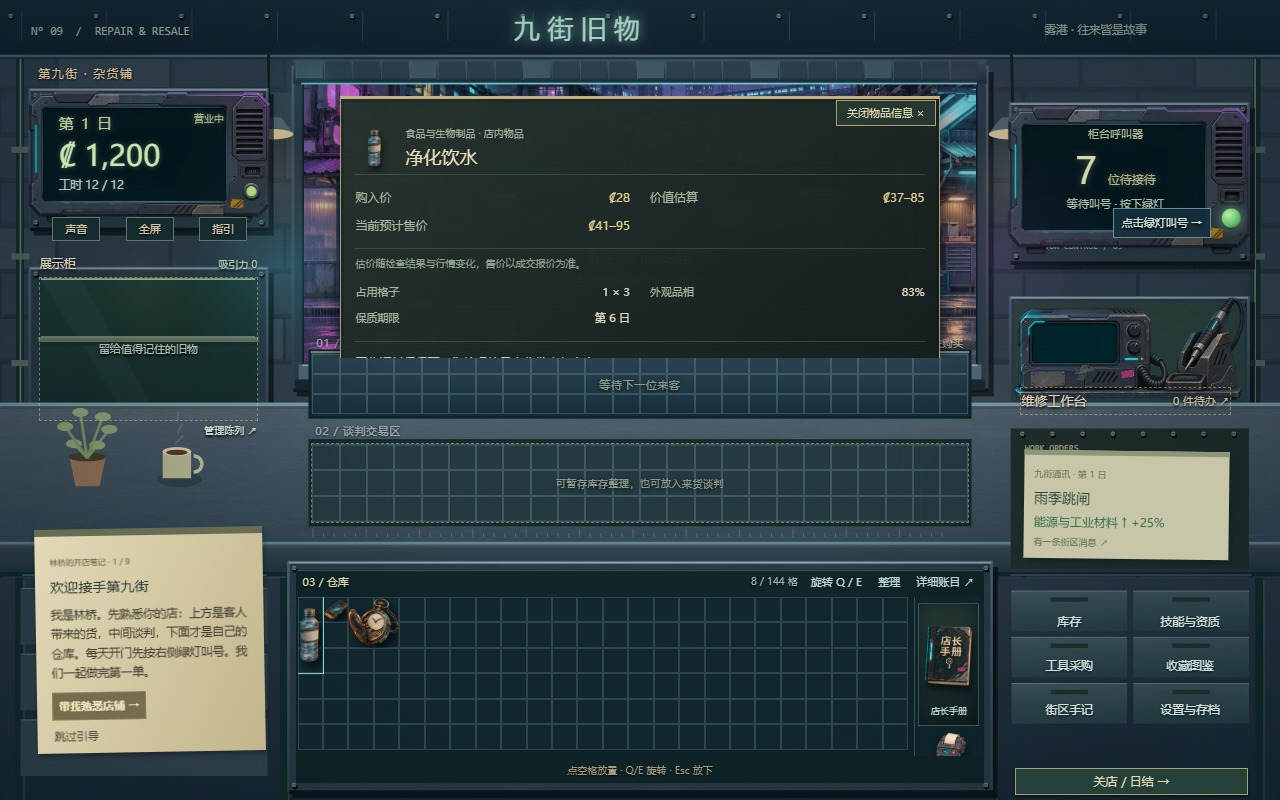 Nº 09 / REPAIR & RESALE
九街旧物
雾港·往来皆是故事
第九街·杂货铺
第 1 日
营业中
₡ 1,200
工时 12 / 12
声音
全屏
指引
展示柜
吸引力 0
留给值得记住的旧物
管理陈列 ↗
关闭物品信息 ×
食品与生物制品 · 店内物品
净化饮水
购入价 ₡28
价值估算 ₡37–85
当前预计售价 ₡41–95
估价随检查结果与行情变化，售价以成交报价为准。
占用格子 1 × 3
外观品相 83%
保质期限 第 6 日
01 /
购买
等待下一位来客
02 / 谈判交易区
可暂存库存整理，也可放入来货谈判
柜台呼叫器
7 位待接待
等待叫号 · 按下绿灯
点击绿灯叫号 →
维修工作台
0 件待办 ↗
WORK ORDERS
九街通讯 · 第 1 日
雨季跳闸
能源与工业材料 ↑ +25%
有一条街区消息 ↗
林桥的开店笔记 · 1 / 9
欢迎接手第九街
我是林桥。先熟悉你的店：上方是客人
带来的货，中间谈判，下面才是自己的
仓库。每天开门先按右侧绿灯叫号。我
们一起做完第一单。
带我熟悉店铺 →
跳过引导
03 / 仓库
8 / 144 格
旋转 Q / E
整理
详细账目 ↗
店长
手册
店长手册
点空格放置 · Q/E 旋转 · Esc 放下
库存
技能与资质
工具采购
收藏图鉴
街区手记
设置与存档
关店 / 日结 →